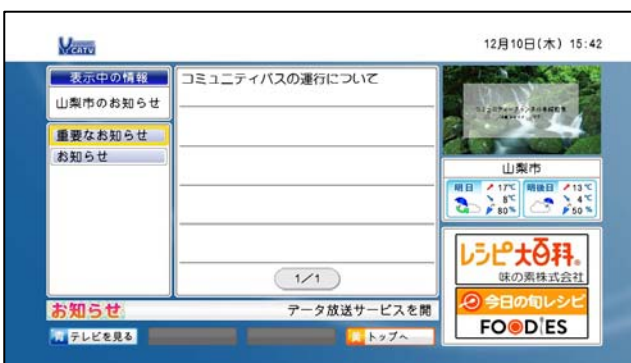 YCATV
12月10日(木) 15:42
表示中の情報
山梨市のお知らせ
重要なお知らせ
お知らせ
コミュニティバスの運行について
1/1
山梨市
明日
17℃
8℃
80%
明後日
13℃
4℃
50%
レシピ大百科。
味の素株式会社
今日の旬レシピ
FOODIES
お知らせ
データ放送サービスを開
青 テレビを見る
黄 トップへ